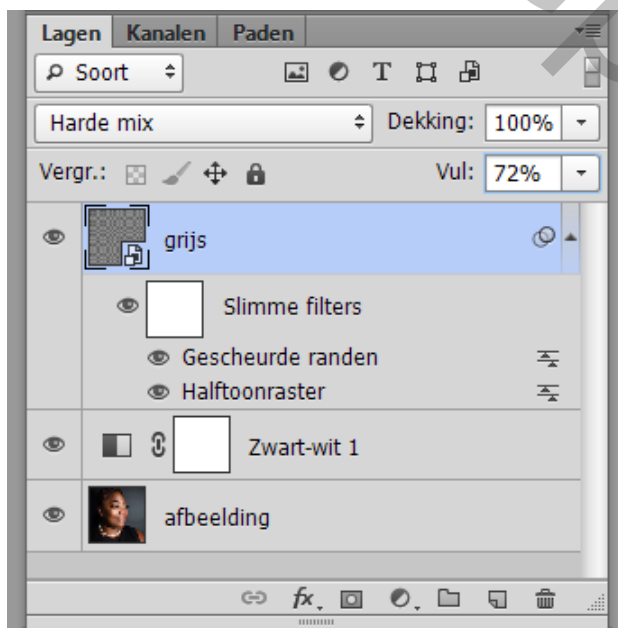 Lagen Kanalen Paden
Soort
Harde mix Dekking: 100%
Vergr.: Vul: 72%
grijs
Slimme filters
Gescheurde randen
Halftoonraster
Zwart-wit 1
afbeelding
fx